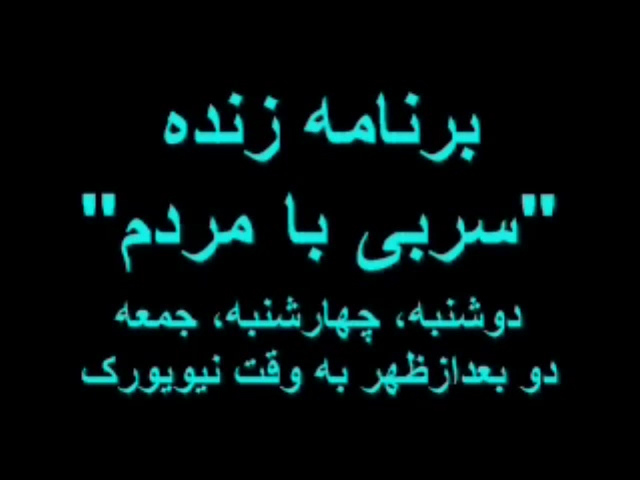 برنامه زنده
"سربی با مردم"
دوشنبه، چهارشنبه، جمعه
دو بعدازظهر به وقت نیویورک